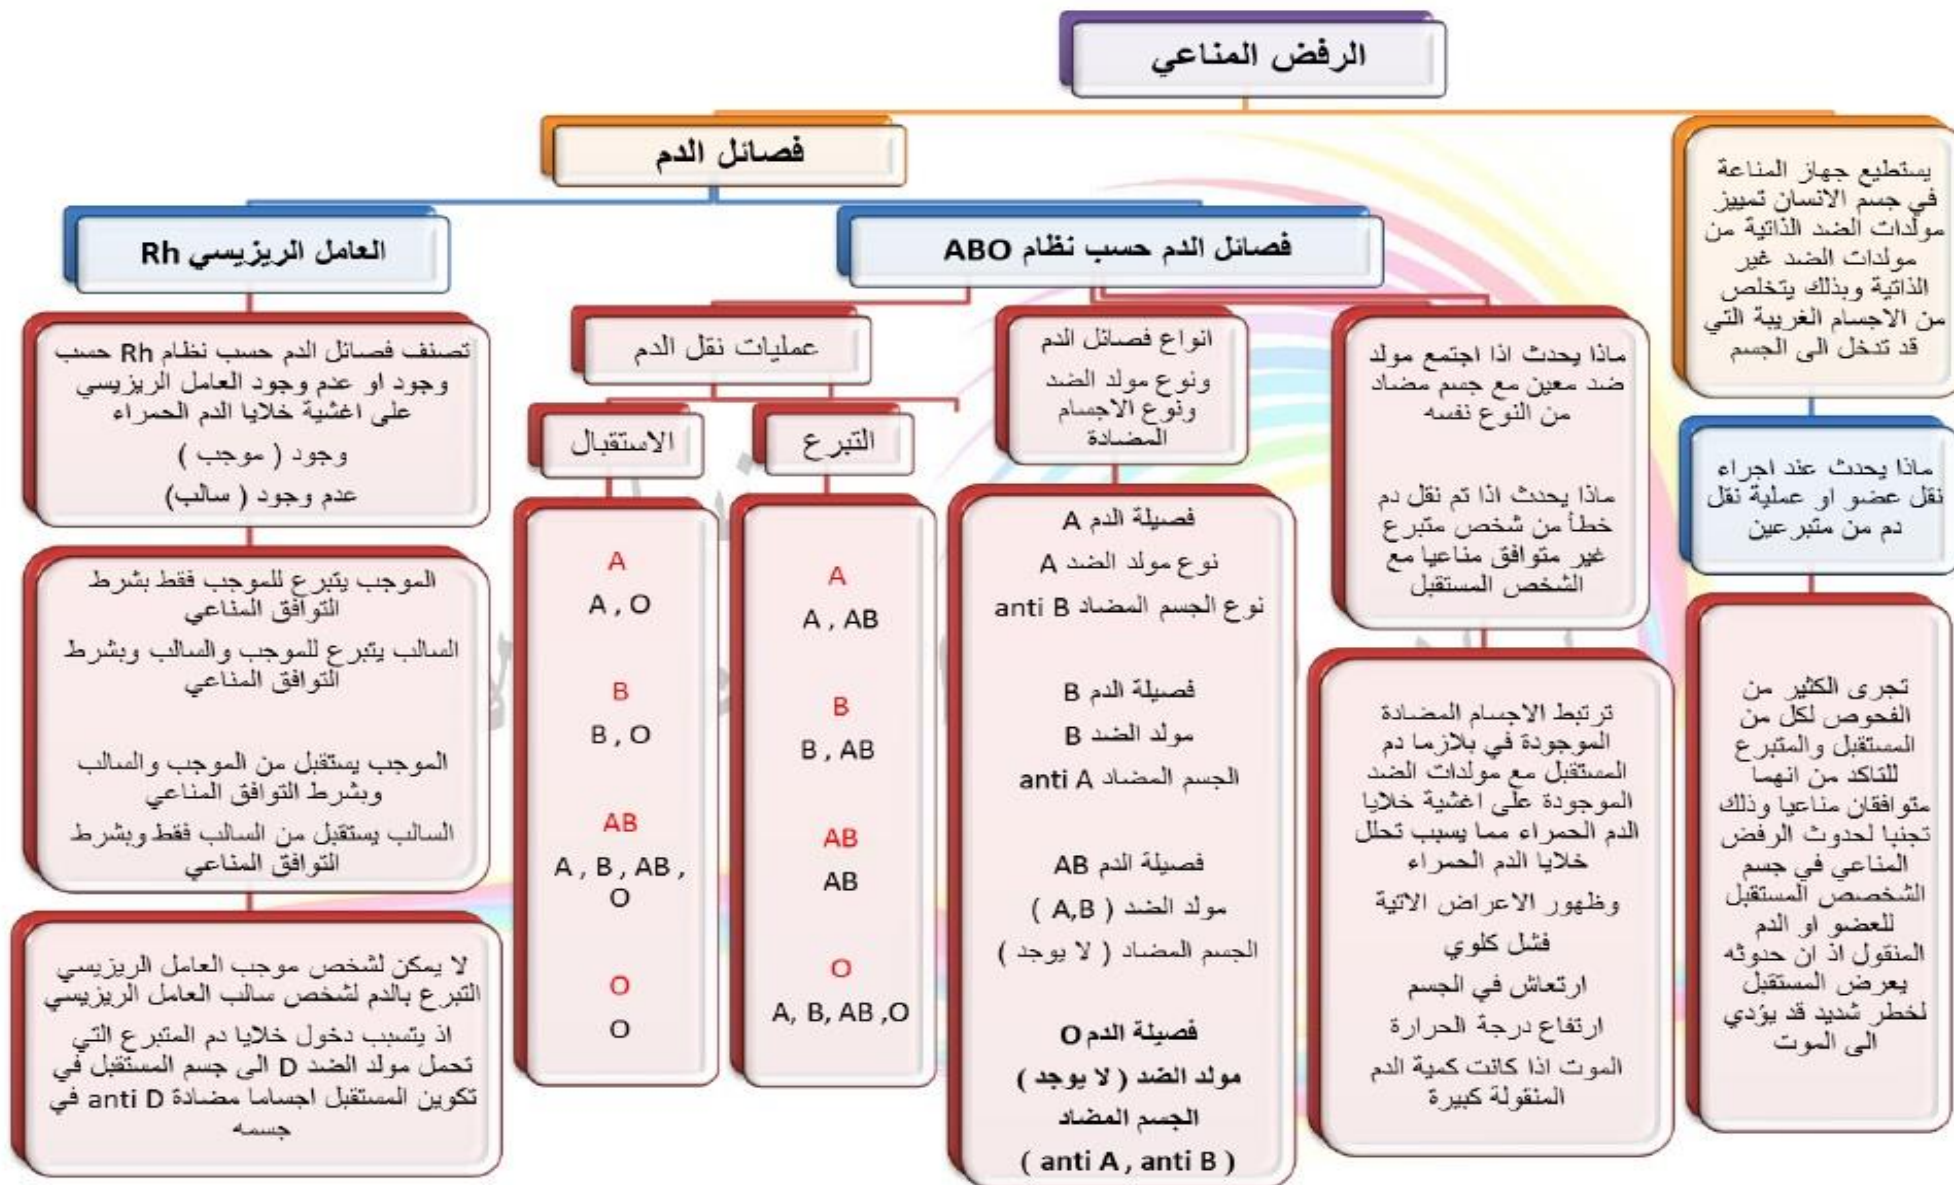 الرفض المناعي
يستطيع جهاز المناعة
في جسم الانسان تمييز
مولدات الضد الذاتية من
مولدات الضد غير
الذاتية وبذلك يتخلص
من الاجسام الغريبة التي
قد تدخل الى الجسم
ماذا يحدث عند اجراء
نقل عضو او عملية نقل
دم من متبرعين
تجرى الكثير من
الفحوص لكل من
المستقبل والمتبرع
للتاكد من انهما
متوافقان مناعيا وذلك
تجنبا لحدوث الرفض
المناعي في جسم
الشخصص المستقبل
للعضو او الدم
المنقول اذ ان حدوثه
يعرض المستقبل
لخطر شديد قد يؤدي
الى الموت
فصائل الدم
فصائل الدم حسب نظام ABO
ماذا يحدث اذا اجتمع مولد
ضد معين مع جسم مضاد
من النوع نفسه
ماذا يحدث اذا تم نقل دم
خطأ من شخص متبرع
غير متوافق مناعيا مع
الشخص المستقبل
ترتبط الاجسام المضادة
الموجودة في بلازما دم
المستقبل مع مولدات الضد
الموجودة على اغشية خلايا
الدم الحمراء مما يسبب تحلل
خلايا الدم الحمراء
وظهور الاعراض الاتية
فشل كلوي
ارتعاش في الجسم
ارتفاع درجة الحرارة
الموت اذا كانت كمية الدم
المنقولة كبيرة
انواع فصائل الدم
ونوع مولد الضد
ونوع الاجسام
المضادة
فصيلة الدم A
نوع مولد الضد A
نوع الجسم المضاد anti B
فصيلة الدم B
مولد الضد B
الجسم المضاد anti A
فصيلة الدم AB
مولد الضد ( A,B )
الجسم المضاد ( لا يوجد )
فصيلة الدم O
مولد الضد ( لا يوجد )
الجسم المضاد
( anti A , anti B )
عمليات نقل الدم
التبرع
A
A , AB
B
B , AB
AB
AB
O
A, B, AB ,O
الاستقبال
A
A , O
B
B , O
AB
A , B , AB ,
O
O
O
العامل الريزيسي Rh
تصنف فصائل الدم حسب نظام Rh حسب
وجود او عدم وجود العامل الريزيسي
على اغشية خلايا الدم الحمراء
وجود ( موجب )
عدم وجود ( سالب)
الموجب يتبرع للموجب فقط بشرط
التوافق المناعي
السالب يتبرع للموجب والسالب وبشرط
التوافق المناعي
الموجب يستقبل من الموجب والسالب
وبشرط التوافق المناعي
السالب يستقبل من السالب فقط وبشرط
التوافق المناعي
لا يمكن لشخص موجب العامل الريزيسي
التبرع بالدم لشخص سالب العامل الريزيسي
اذ يتسبب دخول خلايا دم المتبرع التي
تحمل مولد الضد D الى جسم المستقبل في
تكوين المستقبل اجساما مضادة anti D في
جسمه